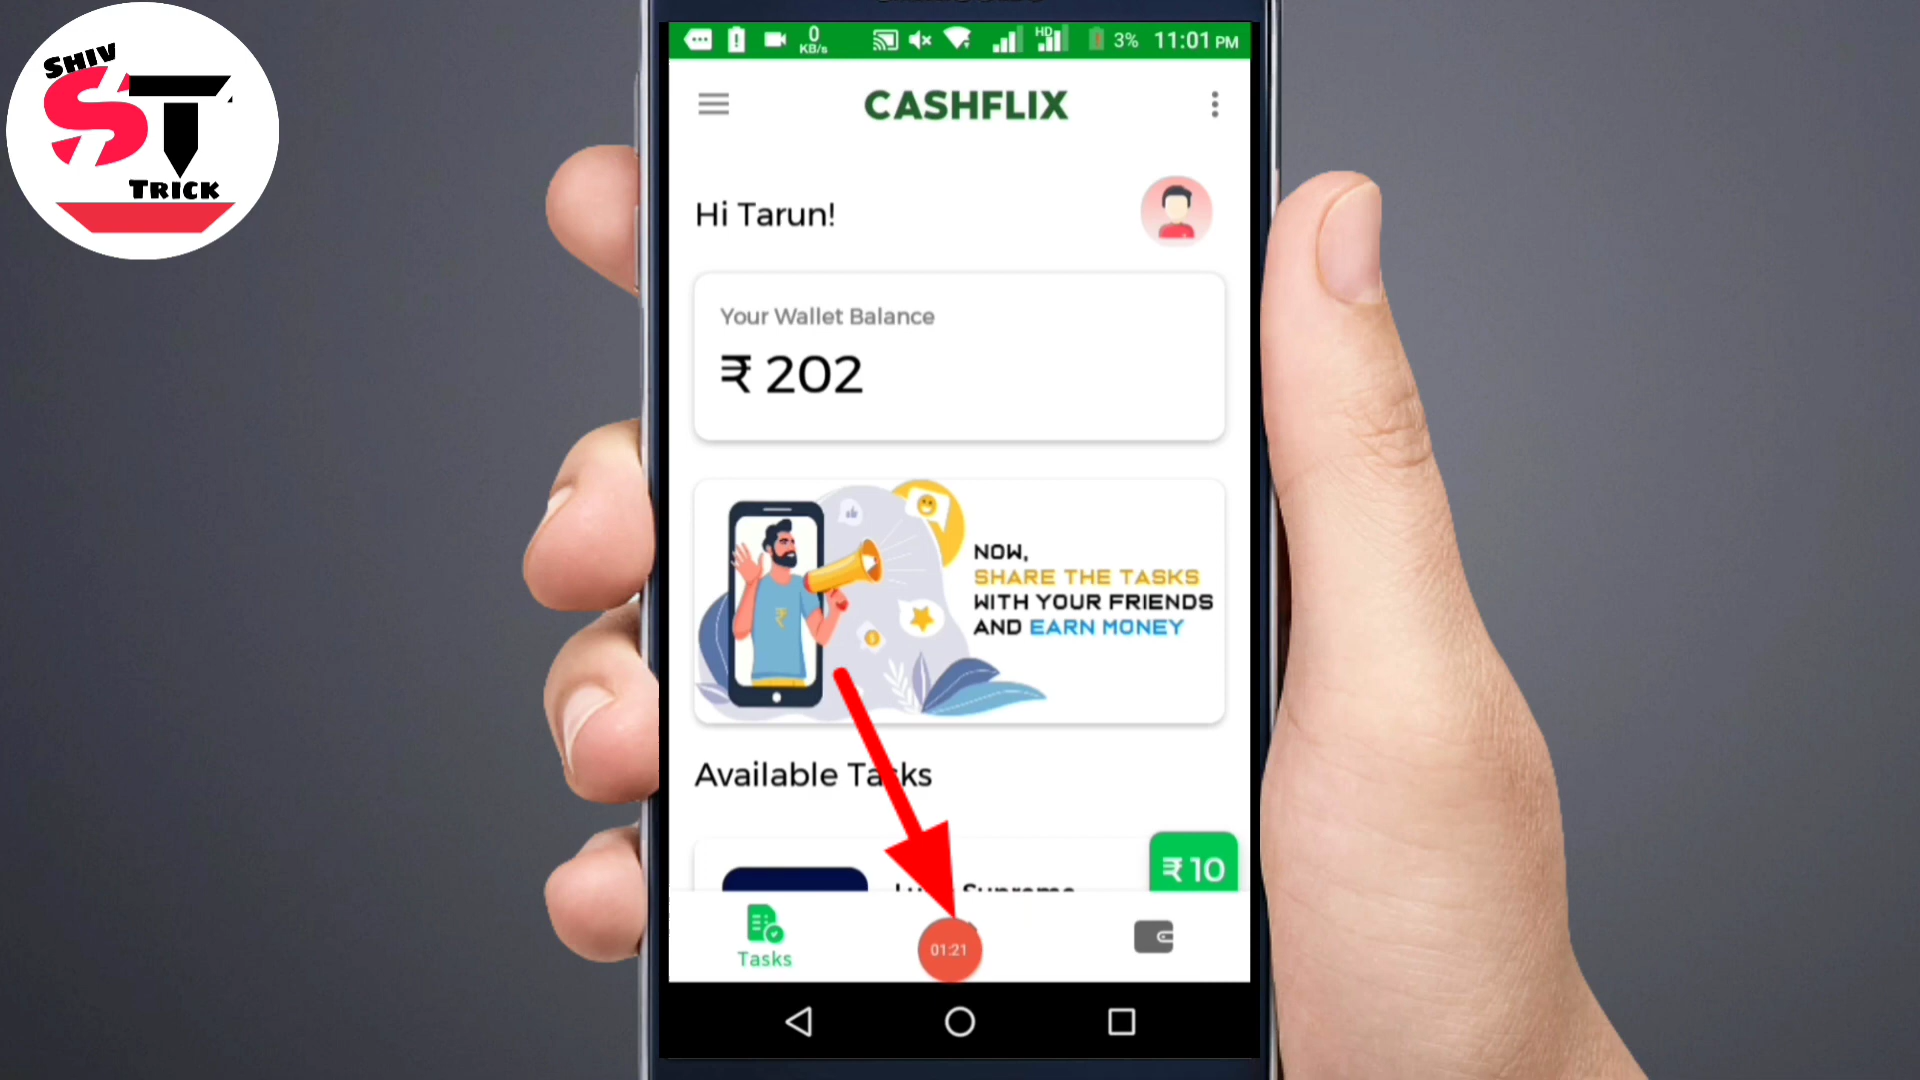 SHIV
ST
TRICK
0
KB/s
HD
3% 11:01 PM
CASHFLIX
Hi Tarun!
Your Wallet Balance
₹ 202
NOW,
SHARE THE TASKS
WITH YOUR FRIENDS
AND EARN MONEY
Available Tasks
₹ 10
Supreme
01:21
Tasks